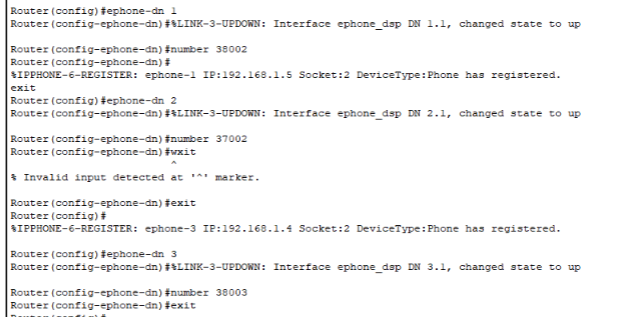 Router(config)#ephone-dn 1
Router(config-ephone-dn)#%LINK-3-UPDOWN: Interface ephone_dsp DN 1.1, changed state to up
Router(config-ephone-dn)#number 38002
Router(config-ephone-dn)#
%IPPHONE-6-REGISTER: ephone-1 IP:192.168.1.5 Socket:2 DeviceType:Phone has registered.
exit
Router(config)#ephone-dn 2
Router(config-ephone-dn)#%LINK-3-UPDOWN: Interface ephone_dsp DN 2.1, changed state to up
Router(config-ephone-dn)#number 37002
Router(config-ephone-dn)#wxit
^
% Invalid input detected at '^' marker.
Router(config-ephone-dn)#exit
Router(config)#
%IPPHONE-6-REGISTER: ephone-3 IP:192.168.1.4 Socket:2 DeviceType:Phone has registered.
Router(config)#ephone-dn 3
Router(config-ephone-dn)#%LINK-3-UPDOWN: Interface ephone_dsp DN 3.1, changed state to up
Router(config-ephone-dn)#number 38003
Router(config-ephone-dn)#exit